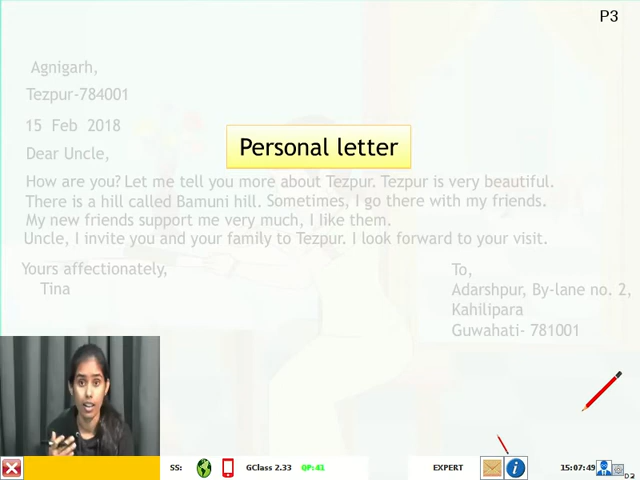 P3
Agnigarh,
Tezpur-784001
15 Feb 2018
Dear Uncle,
Personal letter
How are you? Let me tell you more about Tezpur. Tezpur is very beautiful.
There is a hill called Bamuni hill. Sometimes, I go there with my friends.
My new friends support me very much, I like them.
Uncle, I invite you and your family to Tezpur. I look forward to your visit.
Yours affectionately,
Tina
To,
Adarshpur, By-lane no. 2,
Kahilipara
Guwahati- 781001
SS: GClass 2.33 QP:41 EXPERT 15:07:49